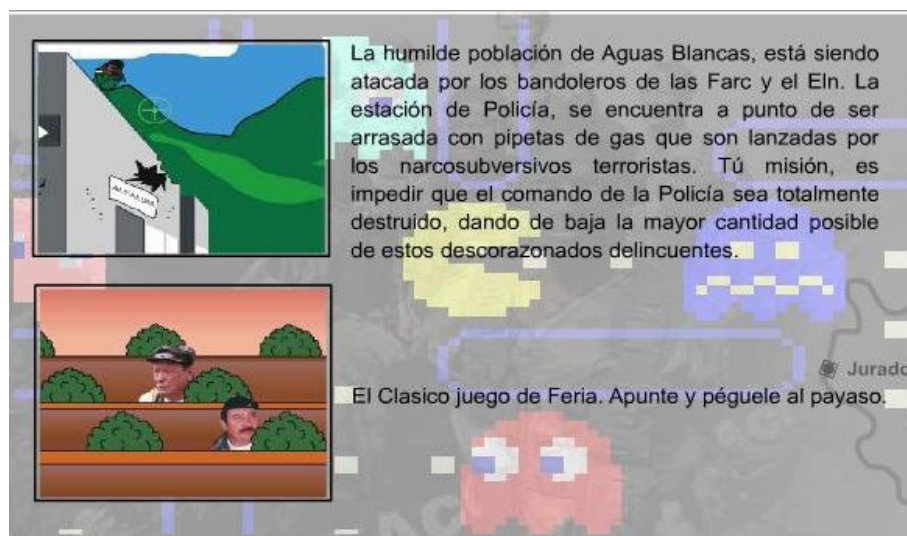 La humilde población de Aguas Blancas, está siendo
atacada por los bandoleros de las Farc y el Eln. La
estación de Policía, se encuentra a punto de ser
arrasada con pipetas de gas que son lanzadas por
los narcosubversivos terroristas. Tú misión, es
impedir que el comando de la Policía sea totalmente
destruido, dando de baja la mayor cantidad posible
de estos descorazonados delincuentes.
ALCALDIA
Jurado
El Clasico juego de Feria. Apunte y péguele al payaso.